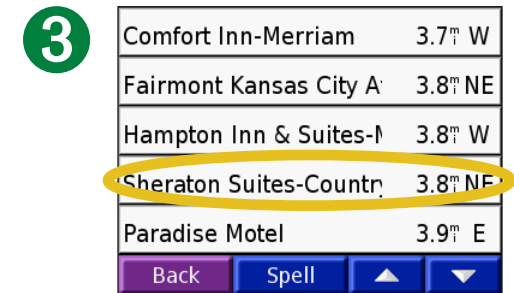 3
Comfort Inn-Merriam 3.7mi W
Fairmont Kansas City A 3.8mi NE
Hampton Inn & Suites-M 3.8mi W
Sheraton Suites-Country 3.8mi NE
Paradise Motel 3.9mi E
Back Spell